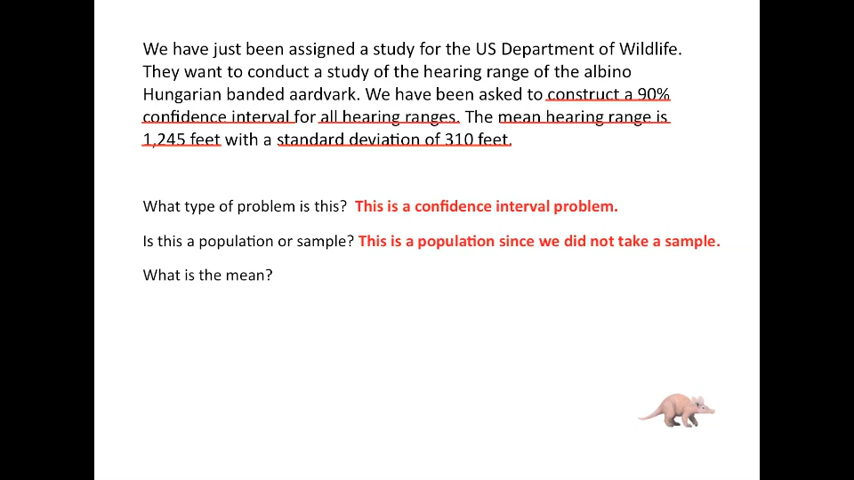 We have just been assigned a study for the US Department of Wildlife.
They want to conduct a study of the hearing range of the albino
Hungarian banded aardvark. We have been asked to construct a 90%
confidence interval for all hearing ranges. The mean hearing range is
1,245 feet with a standard deviation of 310 feet.
What type of problem is this? This is a confidence interval problem.
Is this a population or sample? This is a population since we did not take a sample.
What is the mean?